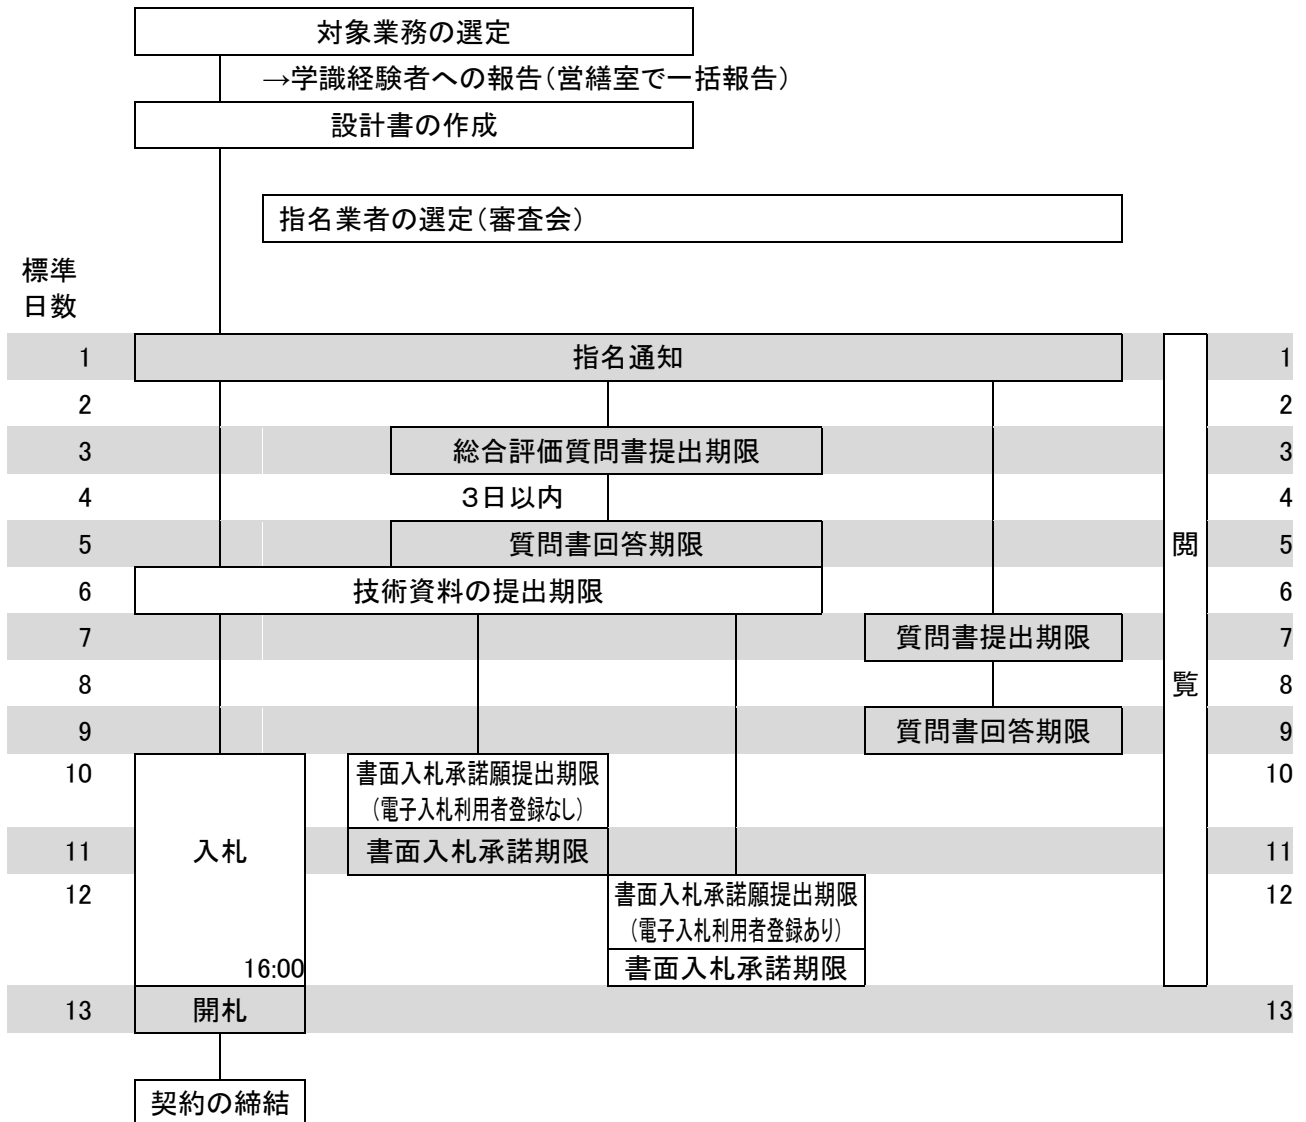 対象業務の選定
→学識経験者への報告（営繕室で一括報告）
設計書の作成
指名業者の選定（審査会）
標準
日数
1 指名通知 1
2 2
3 総合評価質問書提出期限 3
4 ３日以内 4
5 質問書回答期限 閲 5
6 技術資料の提出期限 6
7 質問書提出期限 7
8 覧 8
9 質問書回答期限 9
10 書面入札承諾願提出期限 10
（電子入札利用者登録なし）
11 入札 書面入札承諾期限 11
12 書面入札承諾願提出期限 12
（電子入札利用者登録あり）
16:00 書面入札承諾期限
13 開札 13
契約の締結